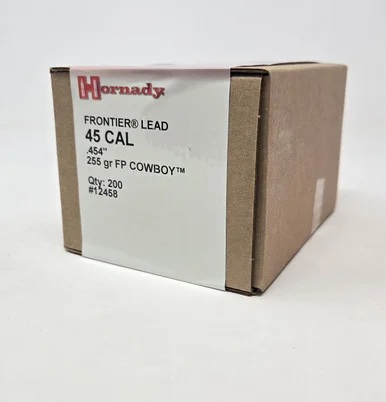 Hornady
FRONTIER® LEAD
45 CAL
.454"
255 gr FP COWBOY™
Qty: 200
#12458